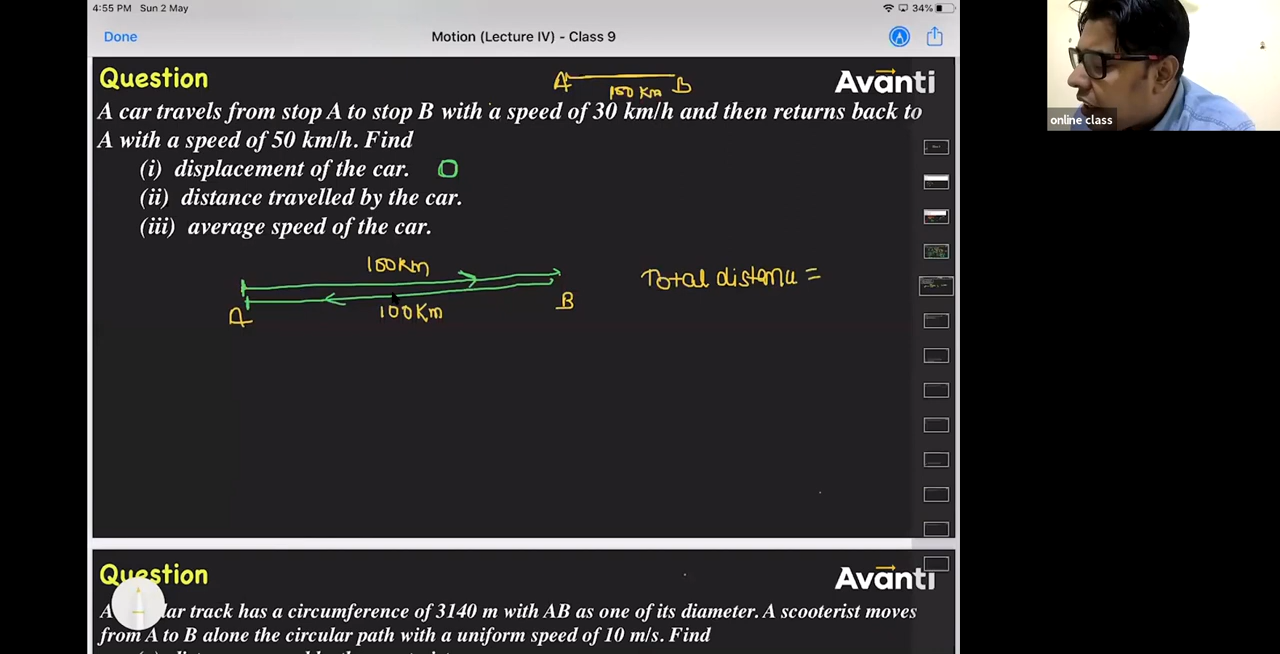 4:55 PM Sun 2 May
34%
Done
Motion (Lecture IV) - Class 9
Question
A B
100 Km
Avanti
A car travels from stop A to stop B with a speed of 30 km/h and then returns back to
A with a speed of 50 km/h. Find
(i) displacement of the car. 0
(ii) distance travelled by the car.
(iii) average speed of the car.
100Km
Total distance =
100Km
A B
Question
Avanti
lar track has a circumference of 3140 m with AB as one of its diameter. A scooterist moves
from A to B alone the circular path with a uniform speed of 10 m/s. Find
online class